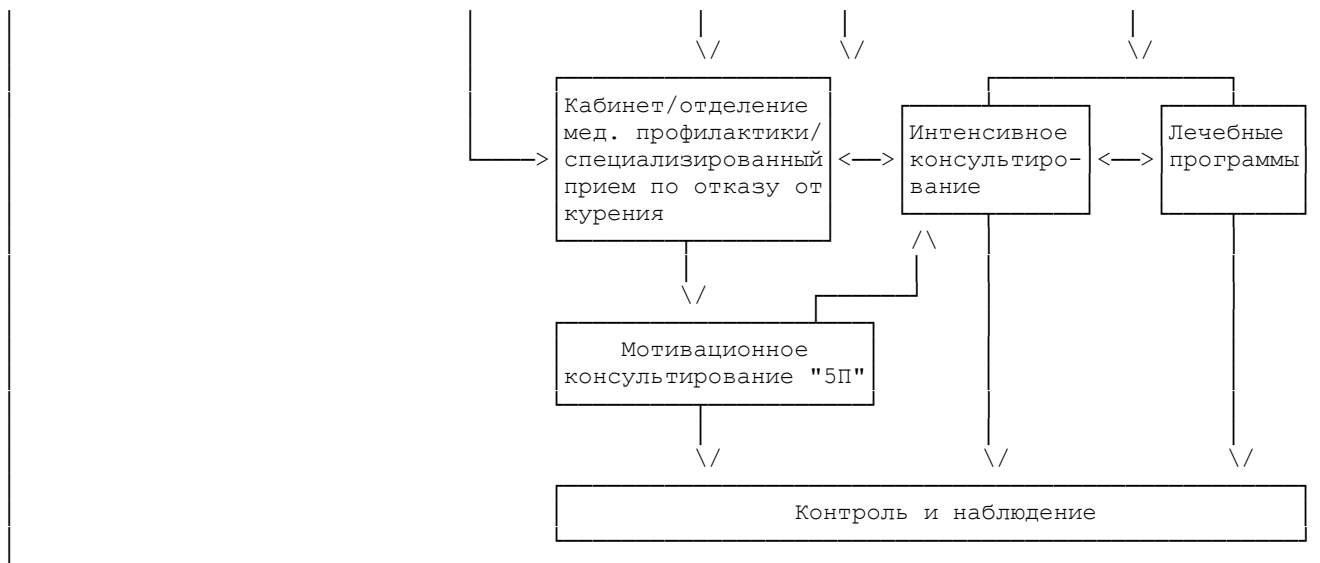 Кабинет/отделение
мед. профилактики/
специализированный
прием по отказу от
курения
Интенсивное
консультиро-
вание
Лечебные
программы
Мотивационное
консультирование "5П"
Контроль и наблюдение